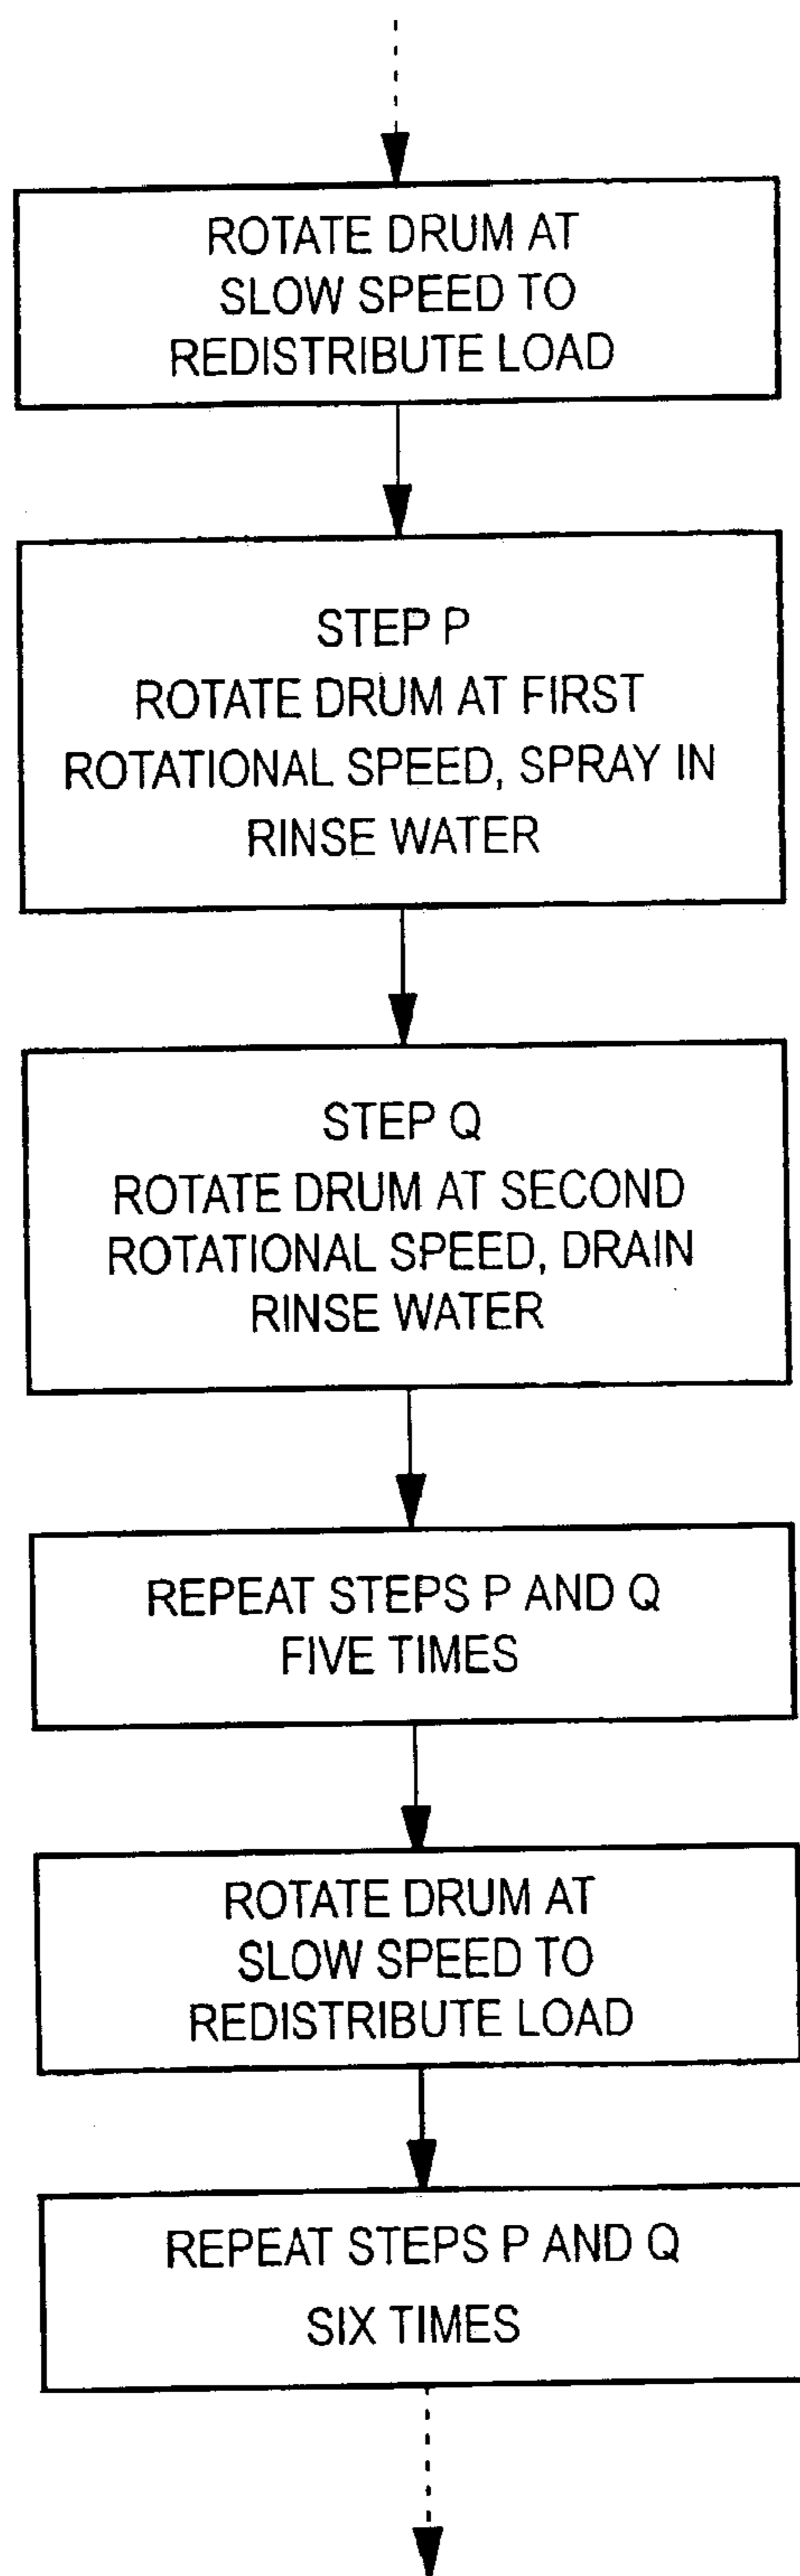 ROTATE DRUM AT
SLOW SPEED TO
REDISTRIBUTE LOAD
STEP P
ROTATE DRUM AT FIRST
ROTATIONAL SPEED, SPRAY IN
RINSE WATER
STEP Q
ROTATE DRUM AT SECOND
ROTATIONAL SPEED, DRAIN
RINSE WATER
REPEAT STEPS P AND Q
FIVE TIMES
ROTATE DRUM AT
SLOW SPEED TO
REDISTRIBUTE LOAD
REPEAT STEPS P AND Q
SIX TIMES